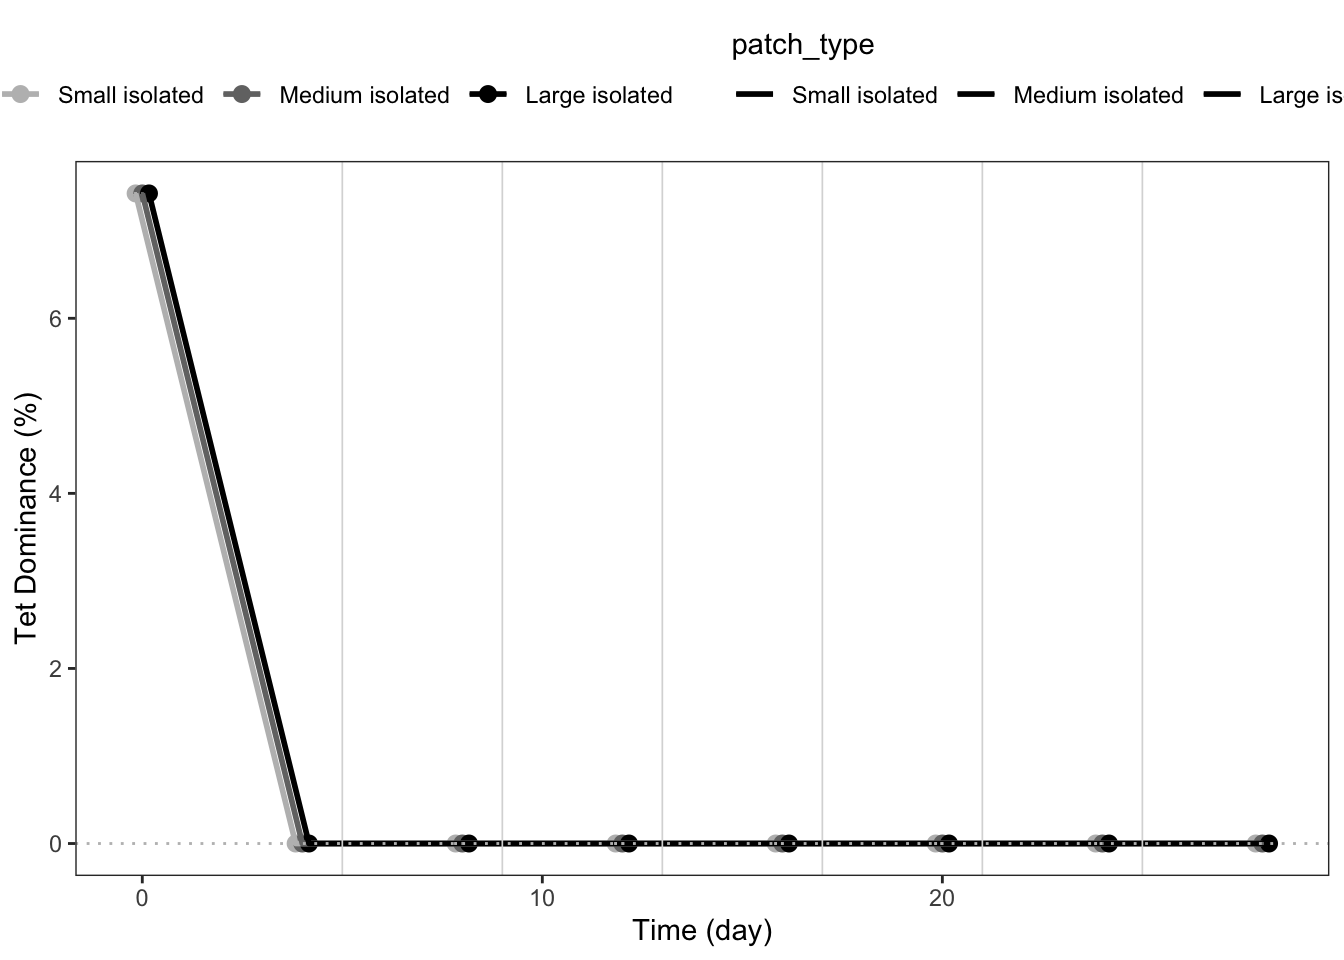 patch_type
Small isolated Medium isolated Large isolated Small isolated Medium isolated Large is
6
4
2
0
Tet Dominance (%)
0 10 20
Time (day)